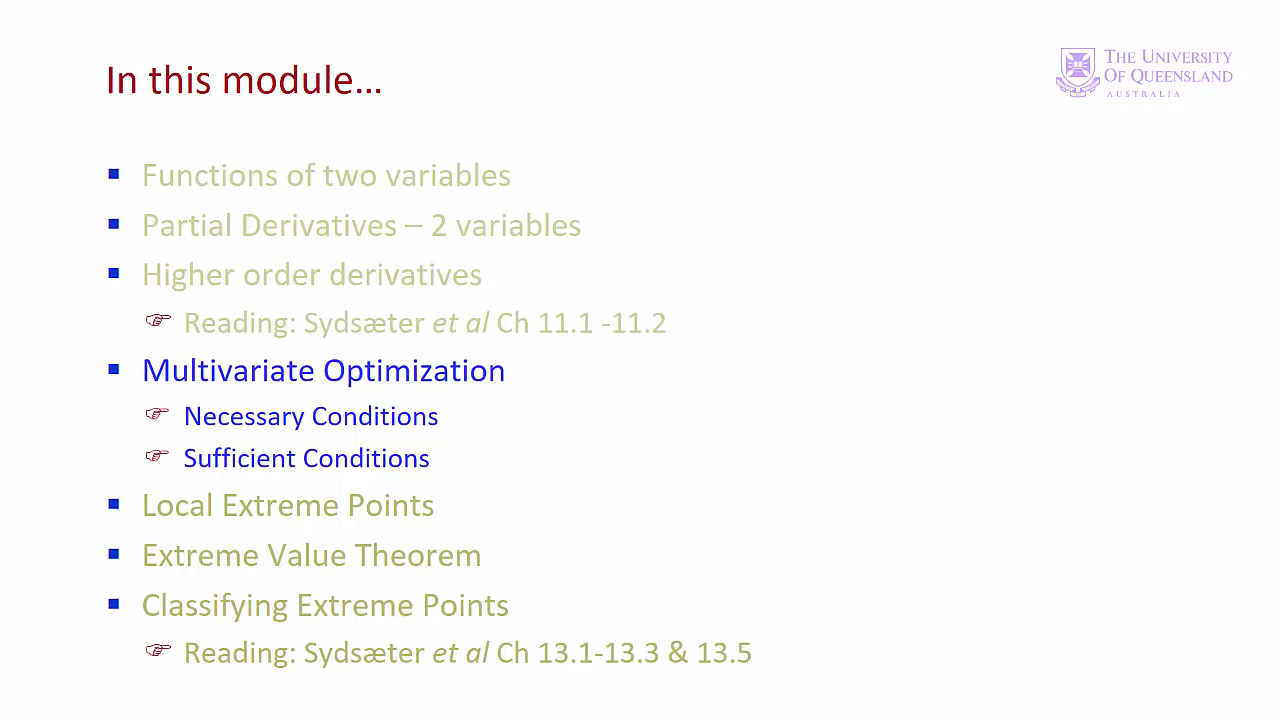 In this module…
THE UNIVERSITY
OF QUEENSLAND
AUSTRALIA
Functions of two variables
Partial Derivatives – 2 variables
Higher order derivatives
Reading: Sydsæter et al Ch 11.1 -11.2
Multivariate Optimization
Necessary Conditions
Sufficient Conditions
Local Extreme Points
Extreme Value Theorem
Classifying Extreme Points
Reading: Sydsæter et al Ch 13.1-13.3 & 13.5